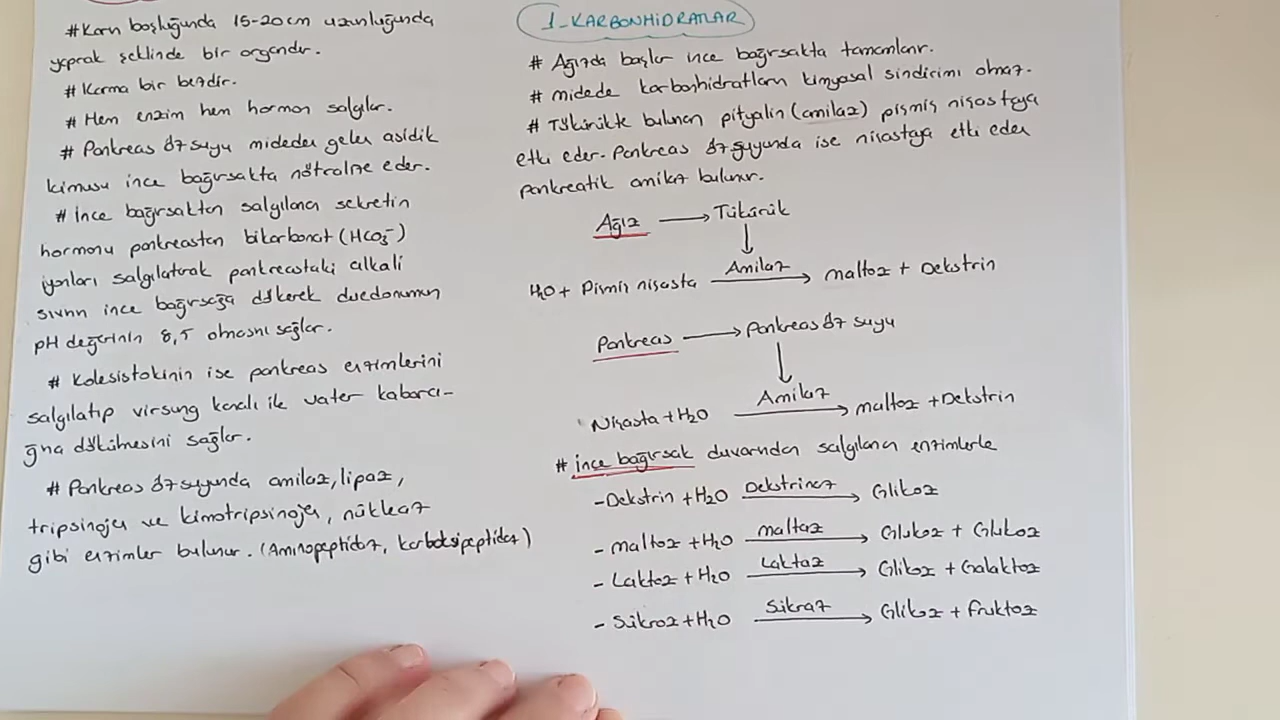 #Karın boşluğunda 15-20cm uzunluğunda
yaprak şeklinde bir organdır.
#Karma bir bezdir.
#Hem enzim hem hormon salgılar.
# Pankreas öz suyu mideden gelen asidik
kimusu ince bağırsakta nötralize eder.
# İnce bağırsaktan salgılanan sekretin
hormonu pankreastan bikarbonat (HCO3-)
iyonları salgılatarak pankreastaki alkali
sıvının ince bağırsağa dökerek duedonumun
pH değerinin 8,5 olmasını sağlar.
# Kolesistokinin ise pankreas enzimlerini
salgılatıp virsung kanalı ile vater kabarcı-
ğına dökülmesini sağlar.
# Pankreas öz suyunda amilaz, lipaz,
tripsinojen ve kimotripsinojen, nükleaz
gibi enzimler bulunur. (Aminopeptidaz, karboksipeptidaz)
1-KARBONHİDRATLAR
# Ağızda başlar ince bağırsakta tamamlanır.
# midede karbonhidratların kimyasal sindirimi olmaz.
# Tükürükte bulunan pityalin (amilaz) pişmiş nişastaya
etki eder. Pankreas öz suyunda ise nişastaya etki eden
pankreatik amilaz bulunur.
Ağız → Tükürük
↓
H2O + Pişmiş nişasta Amilaz → maltoz + Dekstrin
Pankreas → Pankreas öz suyu
↓
Nişasta + H2O Amilaz → maltoz + Dekstrin
# ince bağırsak duvarından salgılanan enzimlerle
- Dekstrin + H2O Dekstrinaz → Glikoz
- maltoz + H2O maltaz → Glukoz + Glukoz
- Laktoz + H2O Laktaz → Glikoz + Galaktoz
- Sükroz + H2O Sükraz → Glikoz + fruktoz